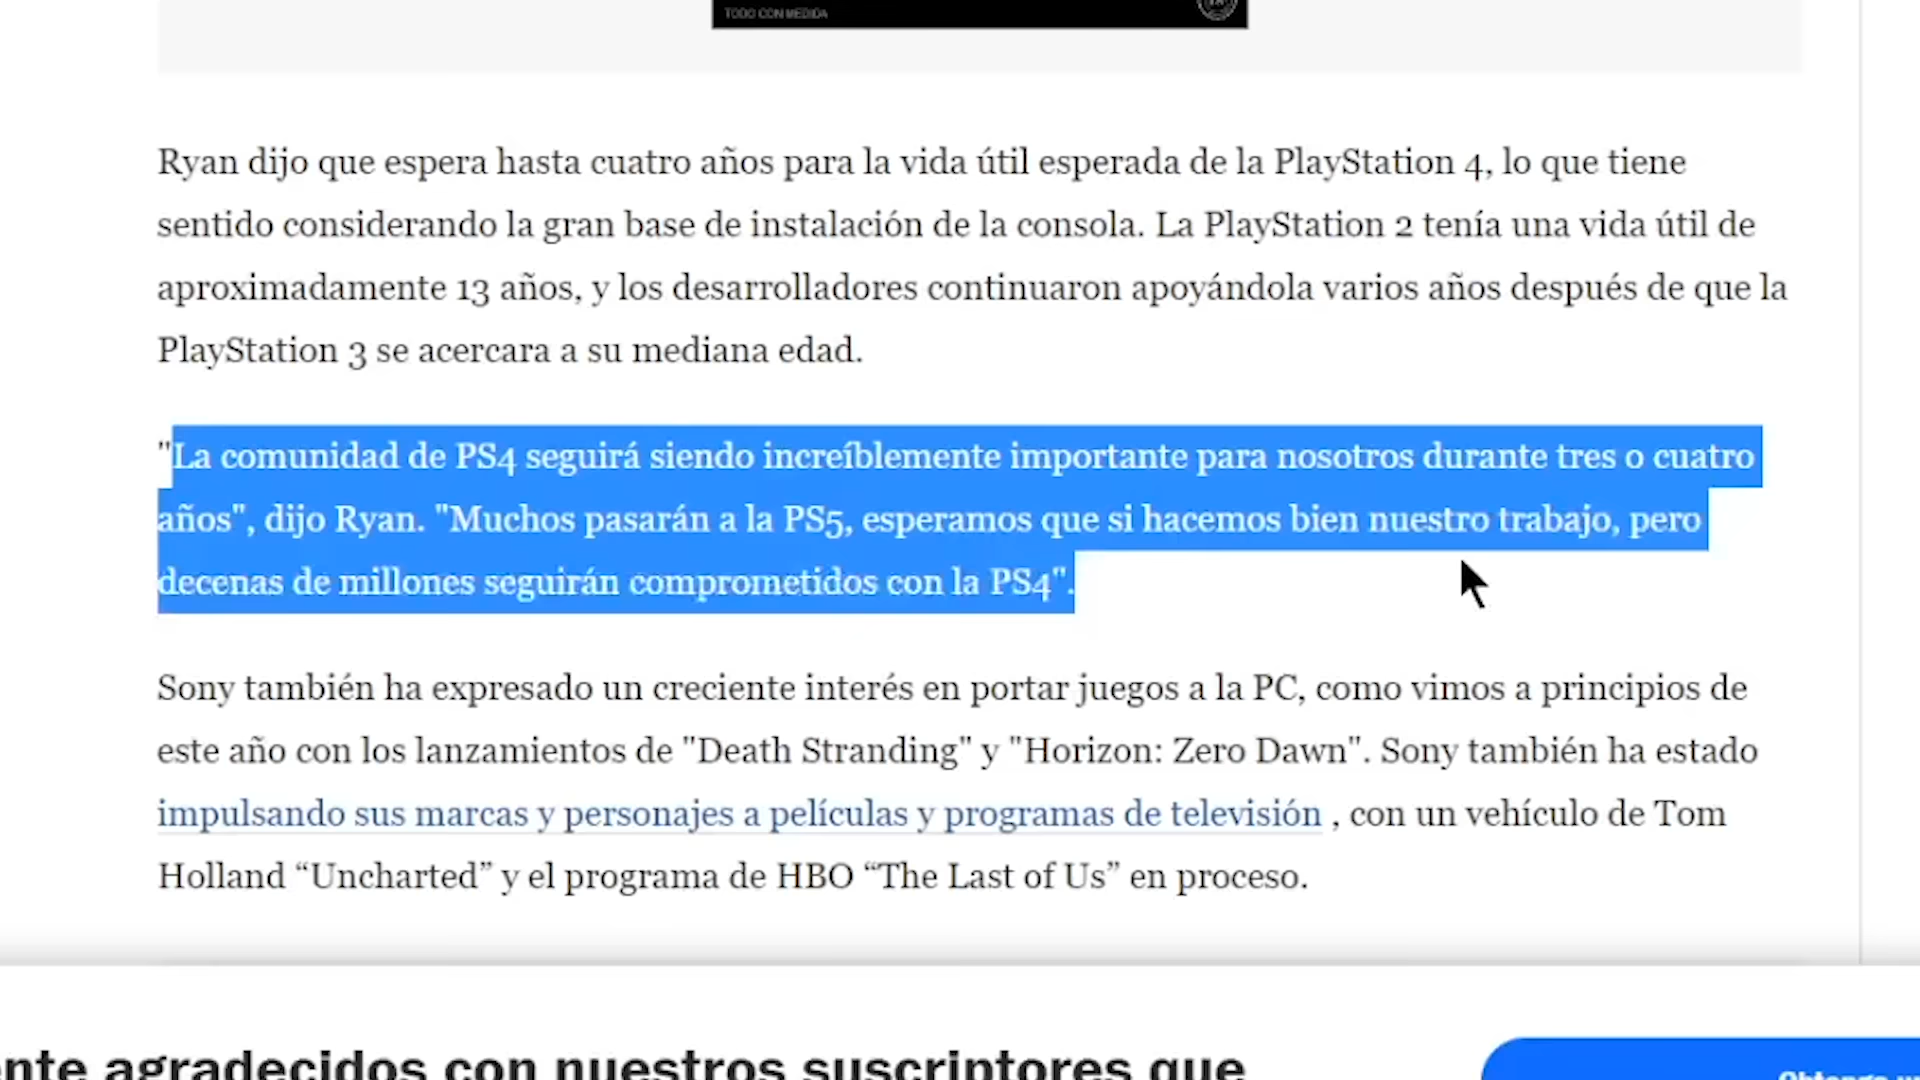 TODO CON MEDIDA
Ryan dijo que espera hasta cuatro años para la vida útil esperada de la PlayStation 4, lo que tiene
sentido considerando la gran base de instalación de la consola. La PlayStation 2 tenía una vida útil de
aproximadamente 13 años, y los desarrolladores continuaron apoyándola varios años después de que la
PlayStation 3 se acercara a su mediana edad.
"La comunidad de PS4 seguirá siendo increíblemente importante para nosotros durante tres o cuatro
años", dijo Ryan. "Muchos pasarán a la PS5, esperamos que si hacemos bien nuestro trabajo, pero
decenas de millones seguirán comprometidos con la PS4".
Sony también ha expresado un creciente interés en portar juegos a la PC, como vimos a principios de
este año con los lanzamientos de "Death Stranding" y "Horizon: Zero Dawn". Sony también ha estado
impulsando sus marcas y personajes a películas y programas de televisión , con un vehículo de Tom
Holland “Uncharted” y el programa de HBO “The Last of Us” en proceso.
nte agradecidos con nuestros suscriptores que